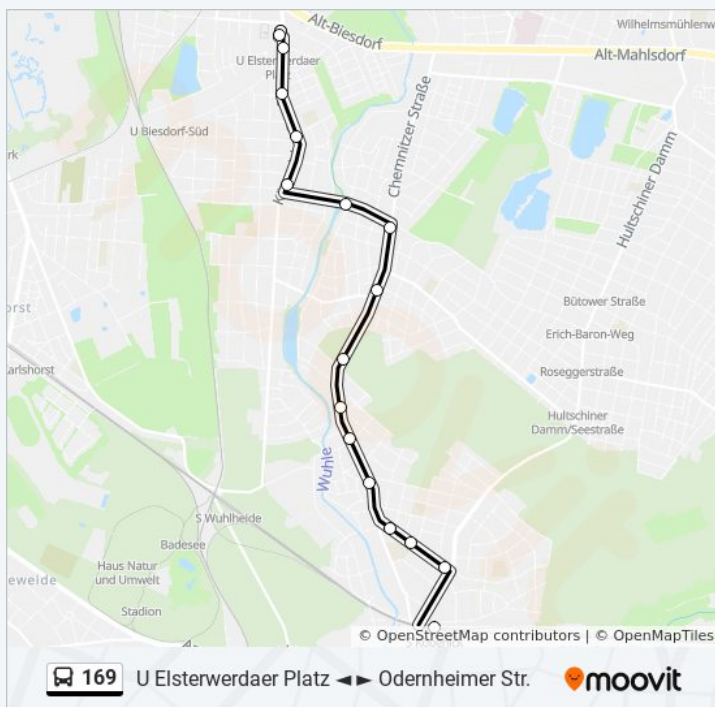 Alt-Biesdorf
Wilhelmsmühlenw
Alt-Mahlsdorf
U Elsterwerdaer
Pl
U Biesdorf-Süd
Chemnitzer Straße
rk
K
Hultschiner Damm
orst
Bütower Straße
Erich-Baron-Weg
arlshorst
Roseggerstraße
Hultschiner
Damm/Seestraße
Wuhle
S Wuhlheide
Badesee
Haus Natur
und Umwelt
eweide
Stadion
© OpenStreetMap contributors | © OpenMapTiles
169 U Elsterwerdaer Platz ◄ ► Odernheimer Str. moovit